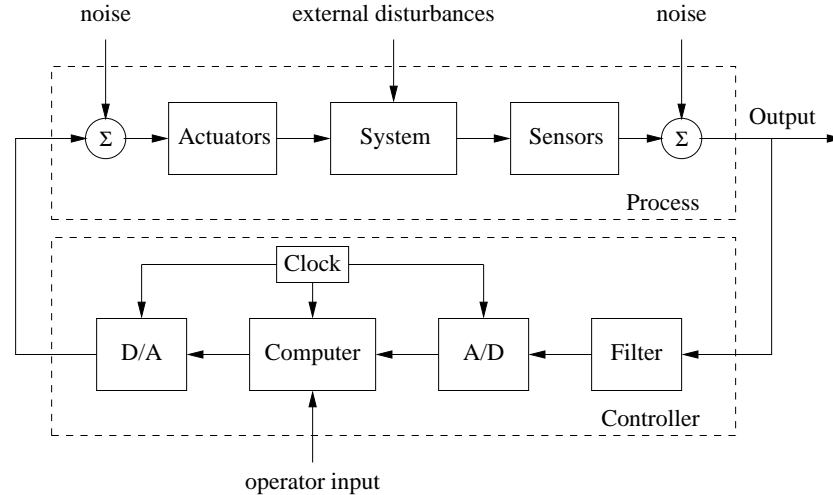 noise
external disturbances
noise
Output
Σ
Actuators
System
Sensors
Σ
Process
Clock
D/A
Computer
A/D
Filter
Controller
operator input